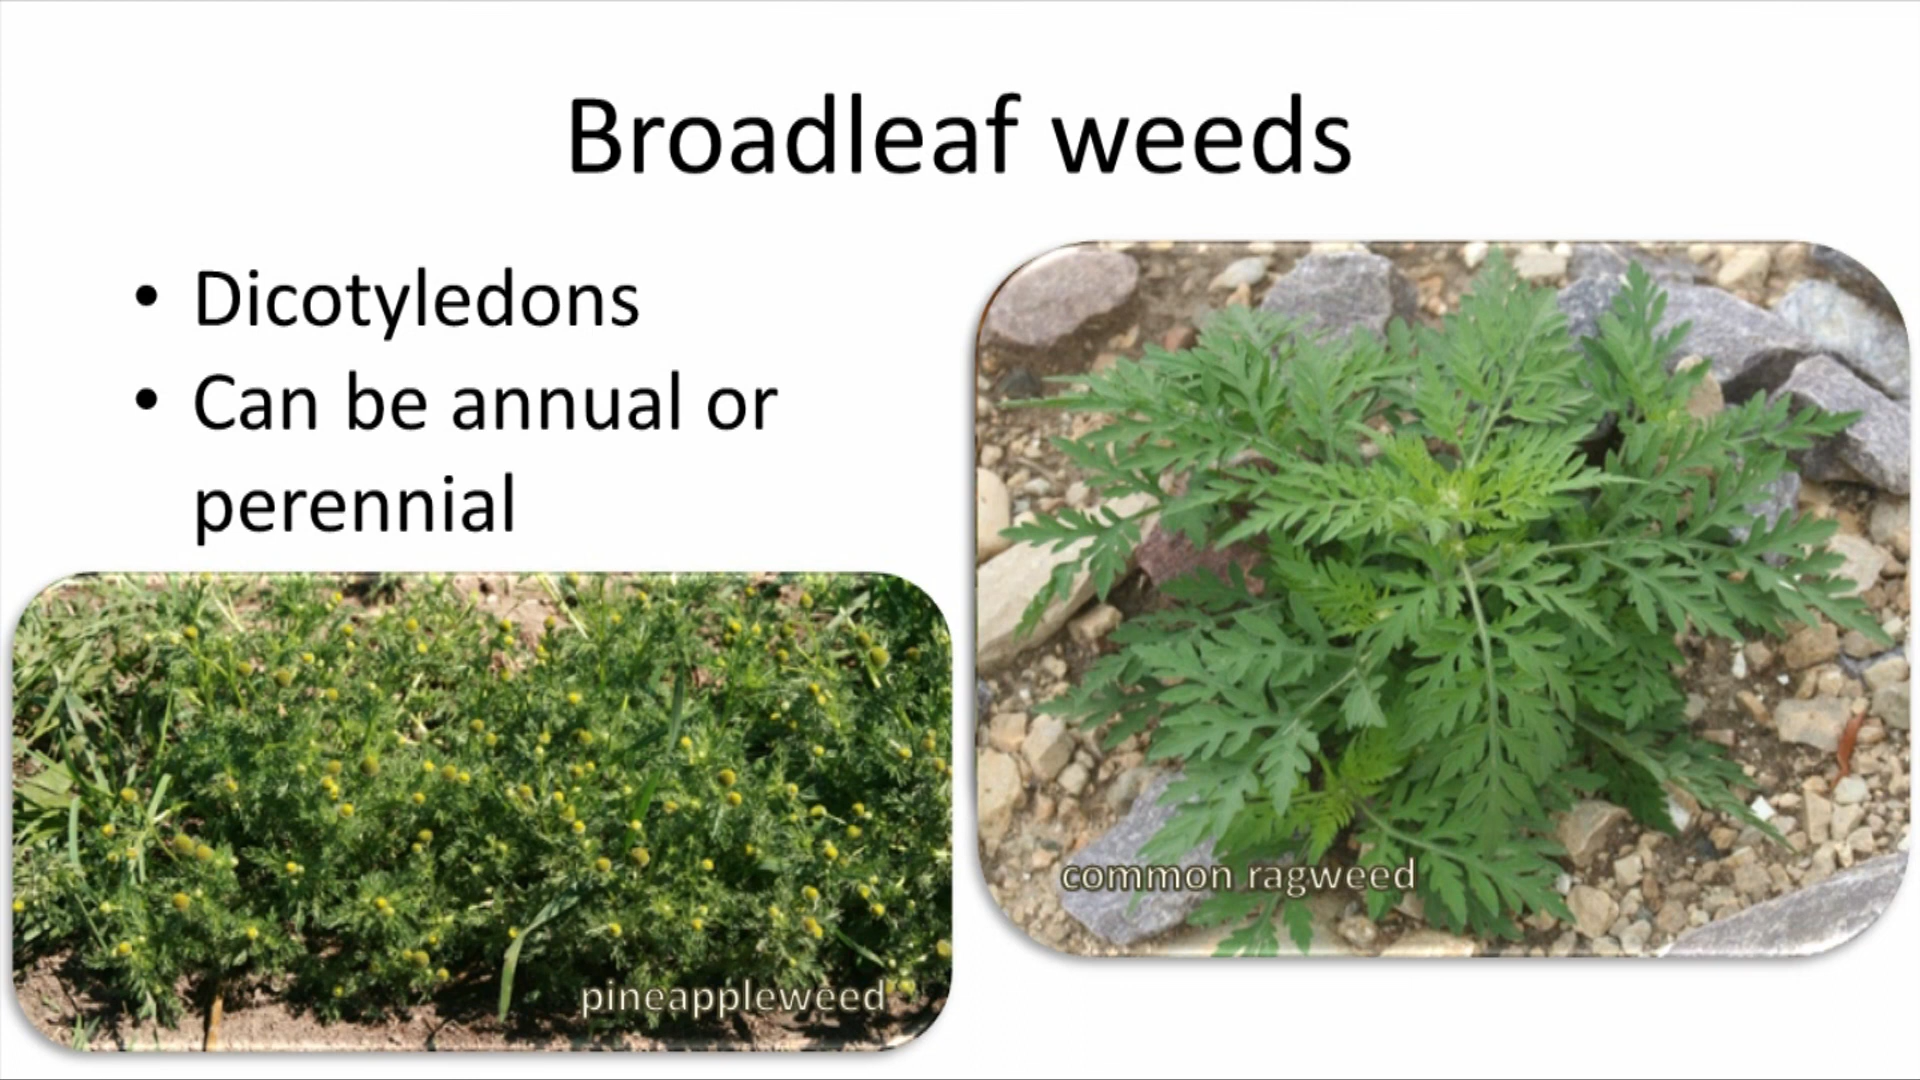 Broadleaf weeds
• Dicotyledons
• Can be annual or
perennial
common ragweed
pineappleweed